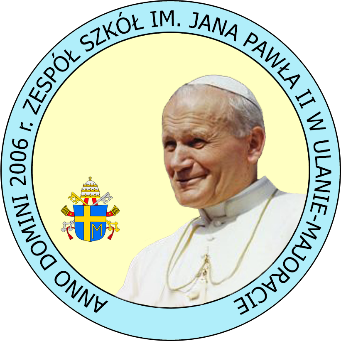 ANNO DOMINI 2006 r. ZESPÓŁ SZKÓŁ IM. JANA PAWŁA II W ULANIE-MAJORACIE
M